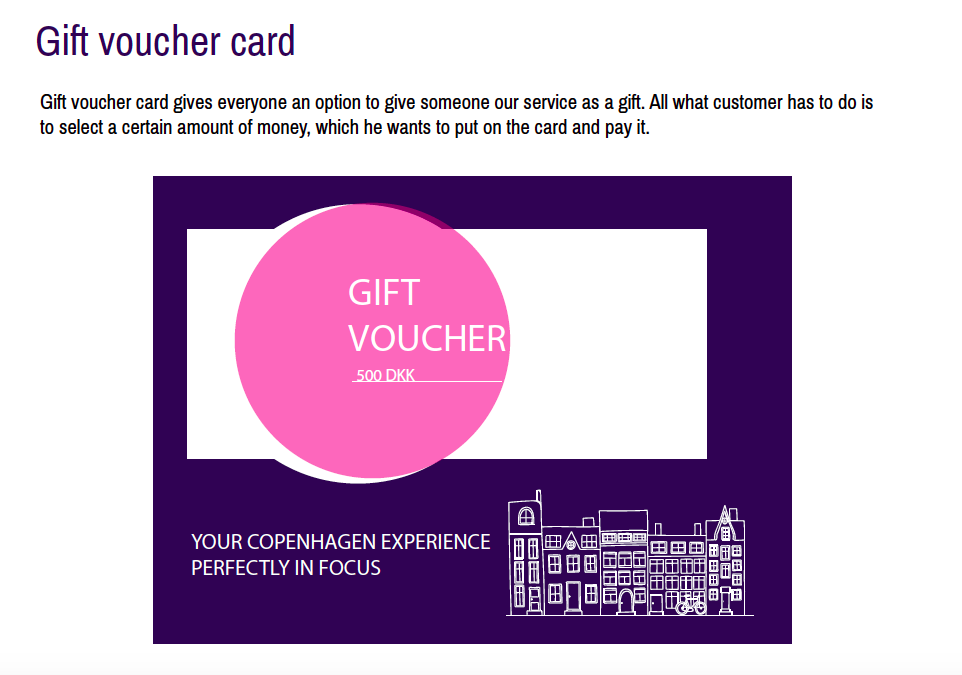 Gift voucher card
Gift voucher card gives everyone an option to give someone our service as a gift. All what customer has to do is
to select a certain amount of money, which he wants to put on the card and pay it.
GIFT
VOUCHER
500 DKK
YOUR COPENHAGEN EXPERIENCE
PERFECTLY IN FOCUS